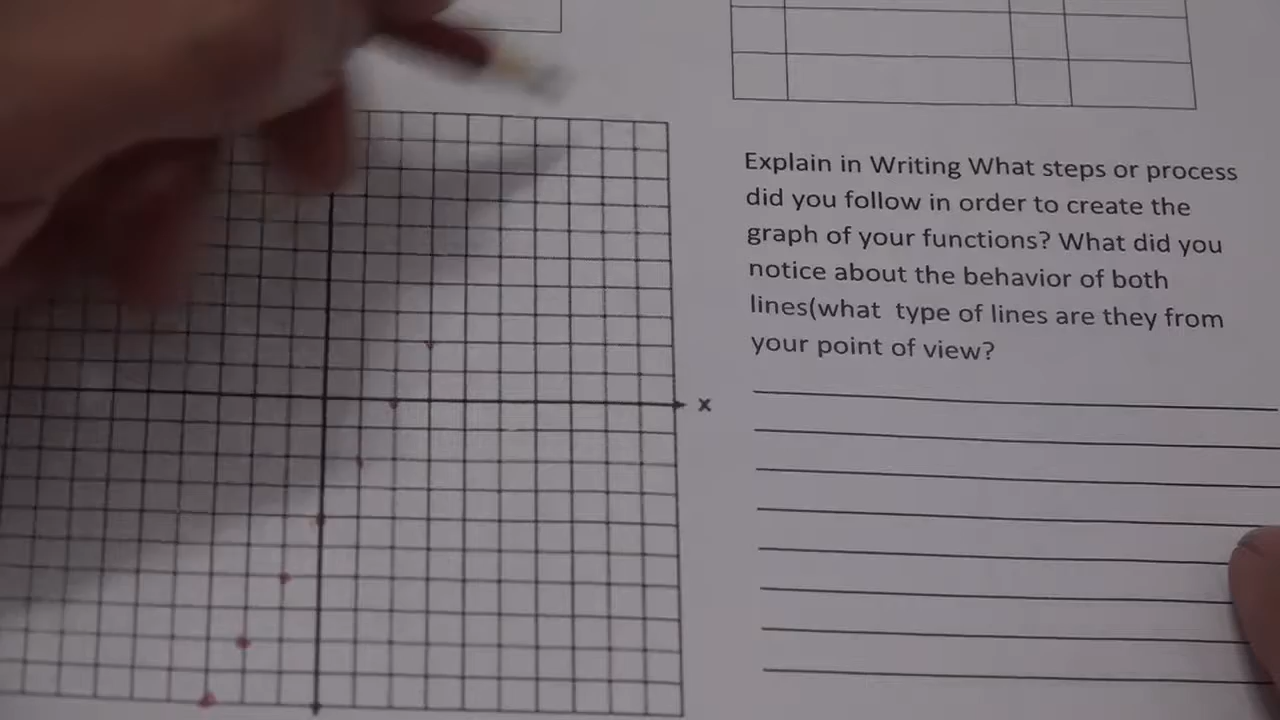 Explain in Writing What steps or process
did you follow in order to create the
graph of your functions? What did you
notice about the behavior of both
lines(what type of lines are they from
your point of view?
x